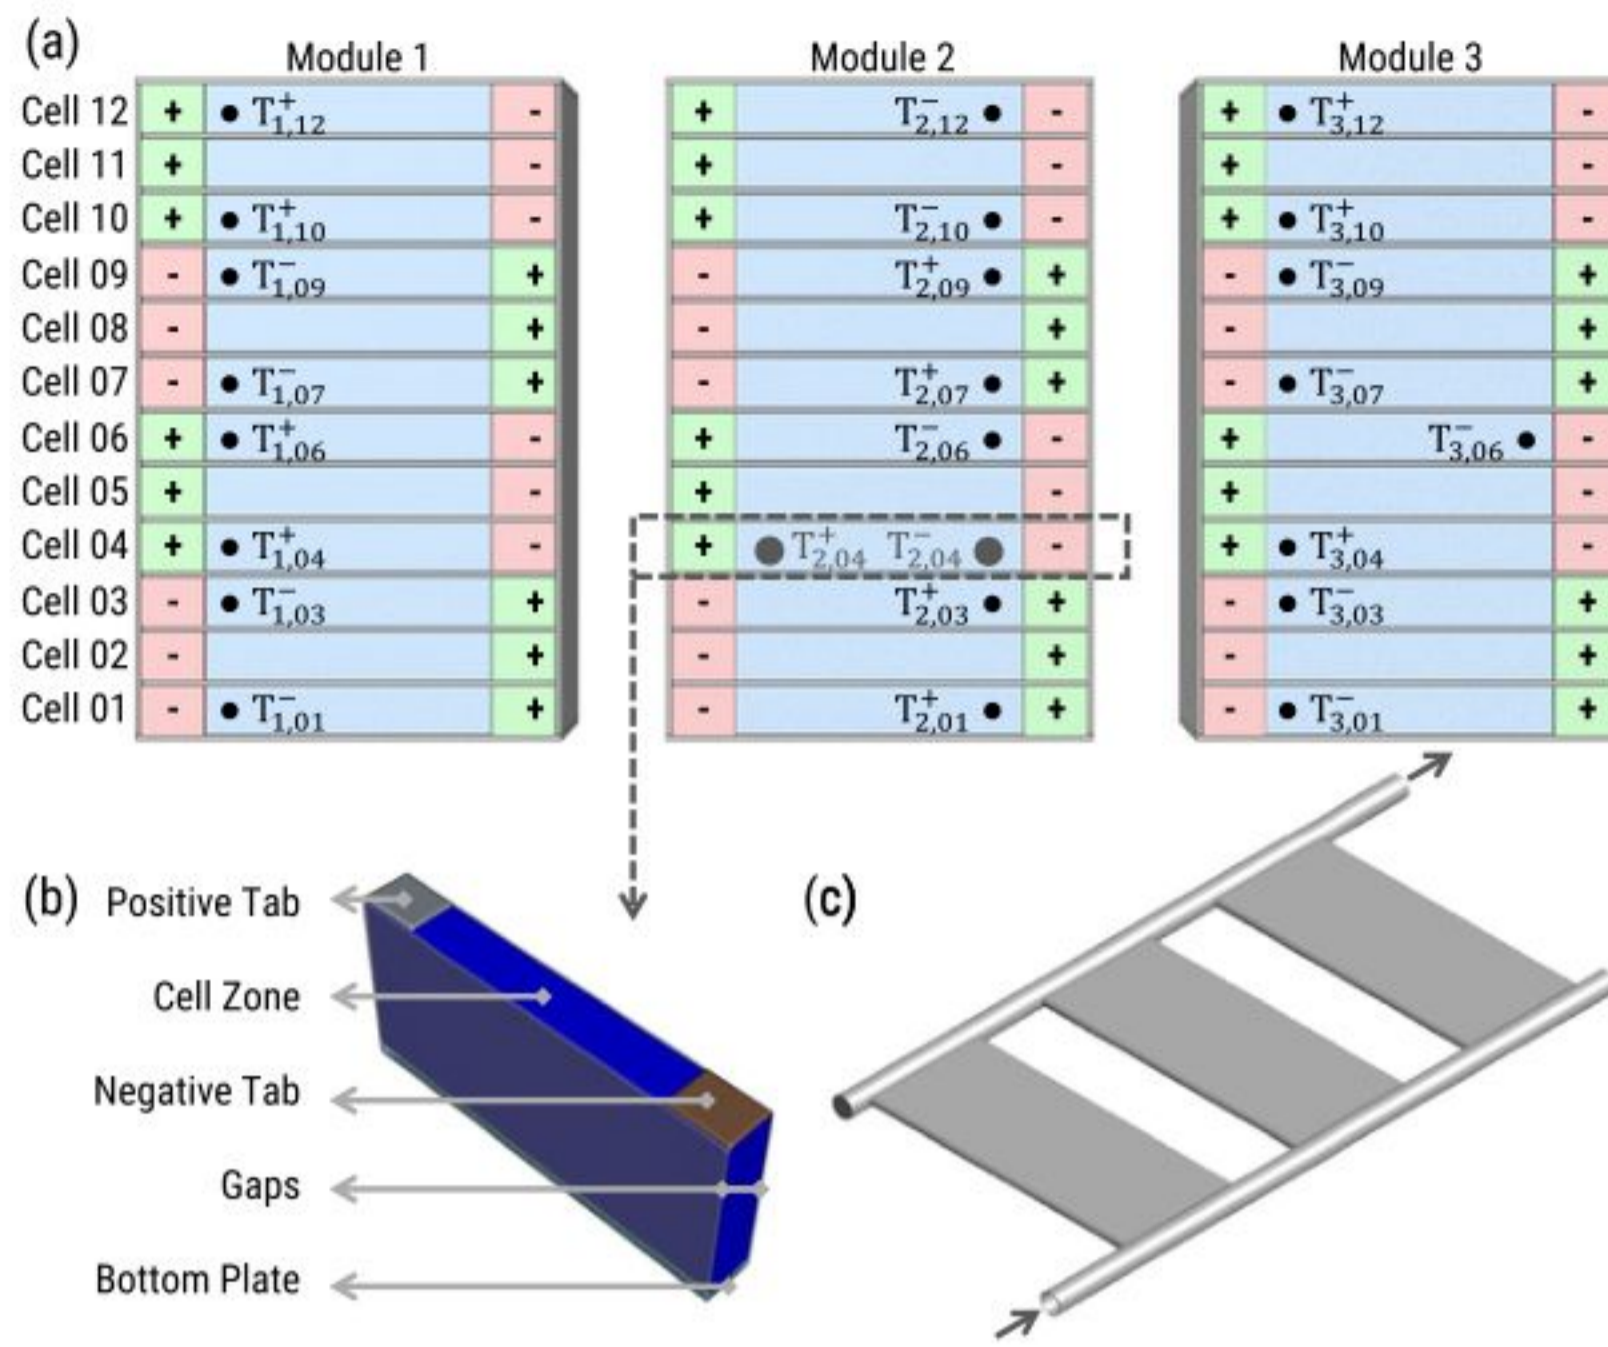 (a)
Module 1 Module 2 Module 3
Cell 12 + T⁺₁,₁₂ - + T⁻₂,₁₂ - + T⁺₃,₁₂ -
Cell 11 + - + - + -
Cell 10 + T⁺₁,₁₀ - + T⁻₂,₁₀ - + T⁺₃,₁₀ -
Cell 09 - T⁻₁,₀₉ + - T⁺₂,₀₉ + - T⁻₃,₀₉ +
Cell 08 - + - + - +
Cell 07 - T⁻₁,₀₇ + - T⁺₂,₀₇ + - T⁻₃,₀₇ +
Cell 06 + T⁺₁,₀₆ - + T⁻₂,₀₆ - + T⁻₃,₀₆ -
Cell 05 + - + - + -
Cell 04 + T⁺₁,₀₄ - + T⁺₂,₀₄ T⁻₂,₀₄ - + T⁺₃,₀₄ -
Cell 03 - T⁻₁,₀₃ + - T⁺₂,₀₃ + - T⁻₃,₀₃ +
Cell 02 - + - + - +
Cell 01 - T⁻₁,₀₁ + - T⁺₂,₀₁ + - T⁻₃,₀₁ +
(b)
Positive Tab
Cell Zone
Negative Tab
Gaps
Bottom Plate
(c)